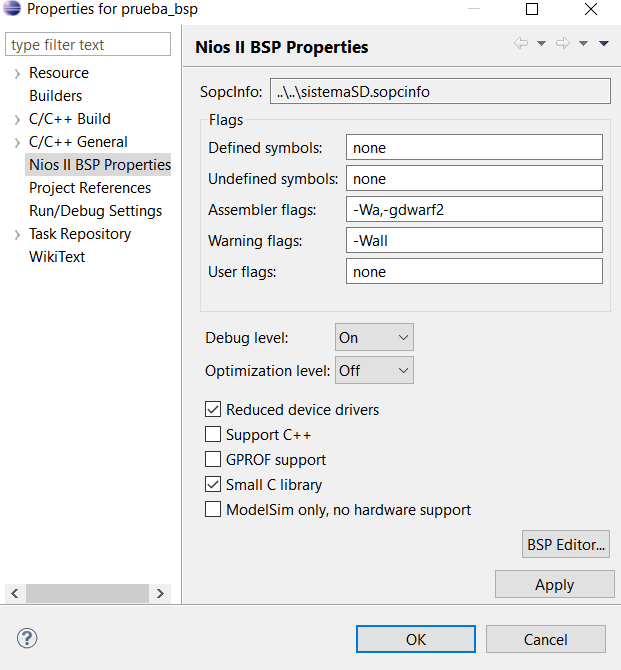 Properties for prueba_bsp
type filter text
Resource
Builders
C/C++ Build
C/C++ General
Nios II BSP Properties
Project References
Run/Debug Settings
Task Repository
WikiText
Nios II BSP Properties
SopcInfo: ..\..\sistemaSD.sopcinfo
Flags
Defined symbols: none
Undefined symbols: none
Assembler flags: -Wa,-gdwarf2
Warning flags: -Wall
User flags: none
Debug level: On
Optimization level: Off
Reduced device drivers
Support C++
GPROF support
Small C library
ModelSim only, no hardware support
BSP Editor...
Apply
OK Cancel